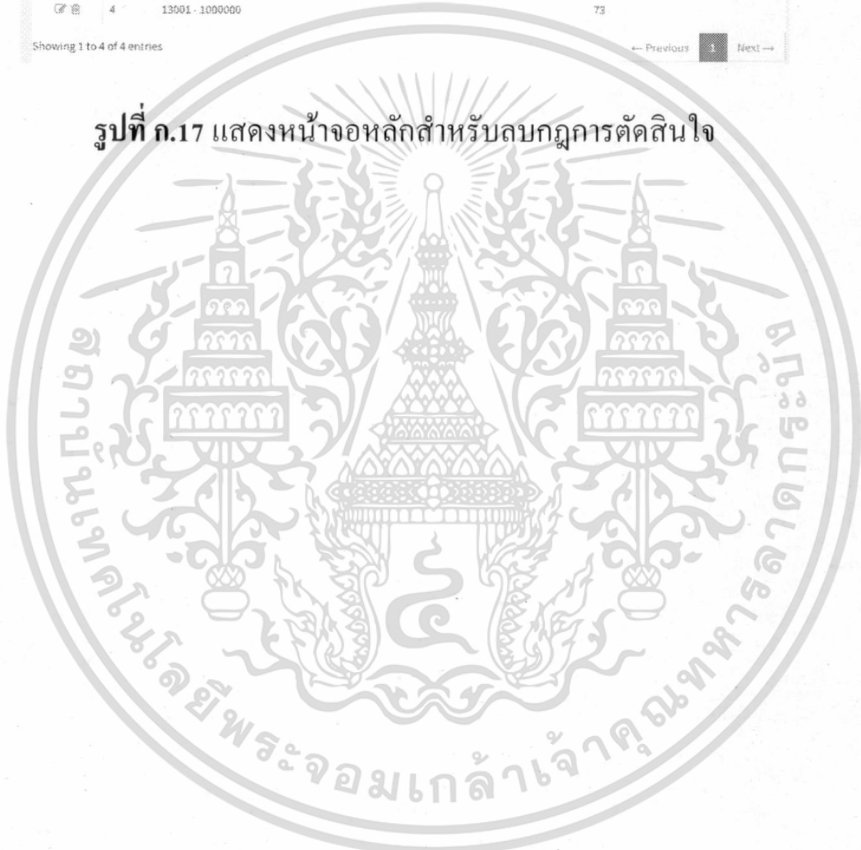 4 13001 - 1000000 73
Showing 1 to 4 of 4 entries ← Previous 1 Next →
รูปที่ ก.17 แสดงหน้าจอหลักสำหรับลบกฎการตัดสินใจ
สถาบันเทคโนโลยีพระจอมเกล้าเจ้าคุณทหารลาดกระบัง
๔